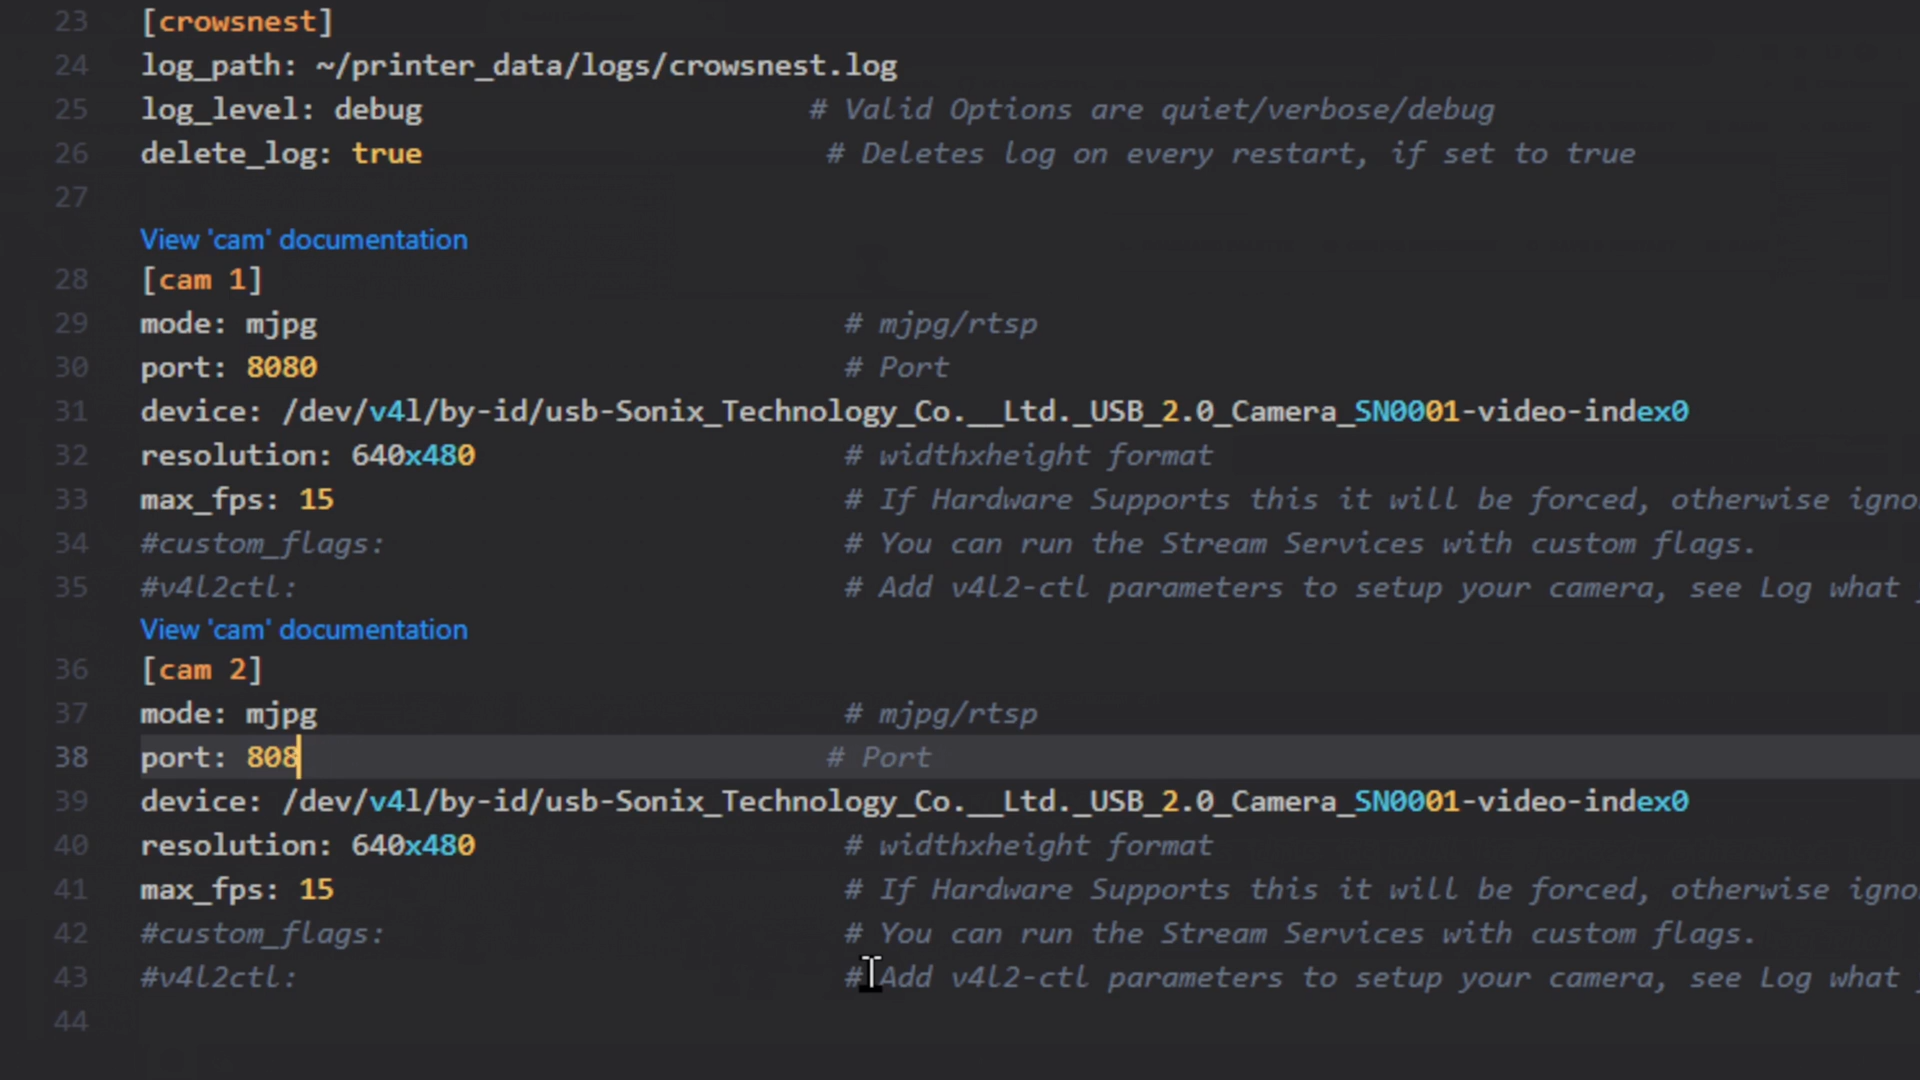 23 [crowsnest]
24 log_path: ~/printer_data/logs/crowsnest.log
25 log_level: debug # Valid Options are quiet/verbose/debug
26 delete_log: true # Deletes log on every restart, if set to true
27
View 'cam' documentation
28 [cam 1]
29 mode: mjpg # mjpg/rtsp
30 port: 8080 # Port
31 device: /dev/v4l/by-id/usb-Sonix_Technology_Co.__Ltd._USB_2.0_Camera_SN0001-video-index0
32 resolution: 640x480 # widthxheight format
33 max_fps: 15 # If Hardware Supports this it will be forced, otherwise igno
34 #custom_flags: # You can run the Stream Services with custom flags.
35 #v4l2ctl: # Add v4l2-ctl parameters to setup your camera, see Log what
View 'cam' documentation
36 [cam 2]
37 mode: mjpg # mjpg/rtsp
38 port: 808 # Port
39 device: /dev/v4l/by-id/usb-Sonix_Technology_Co.__Ltd._USB_2.0_Camera_SN0001-video-index0
40 resolution: 640x480 # widthxheight format
41 max_fps: 15 # If Hardware Supports this it will be forced, otherwise igno
42 #custom_flags: # You can run the Stream Services with custom flags.
43 #v4l2ctl: # Add v4l2-ctl parameters to setup your camera, see Log what
44